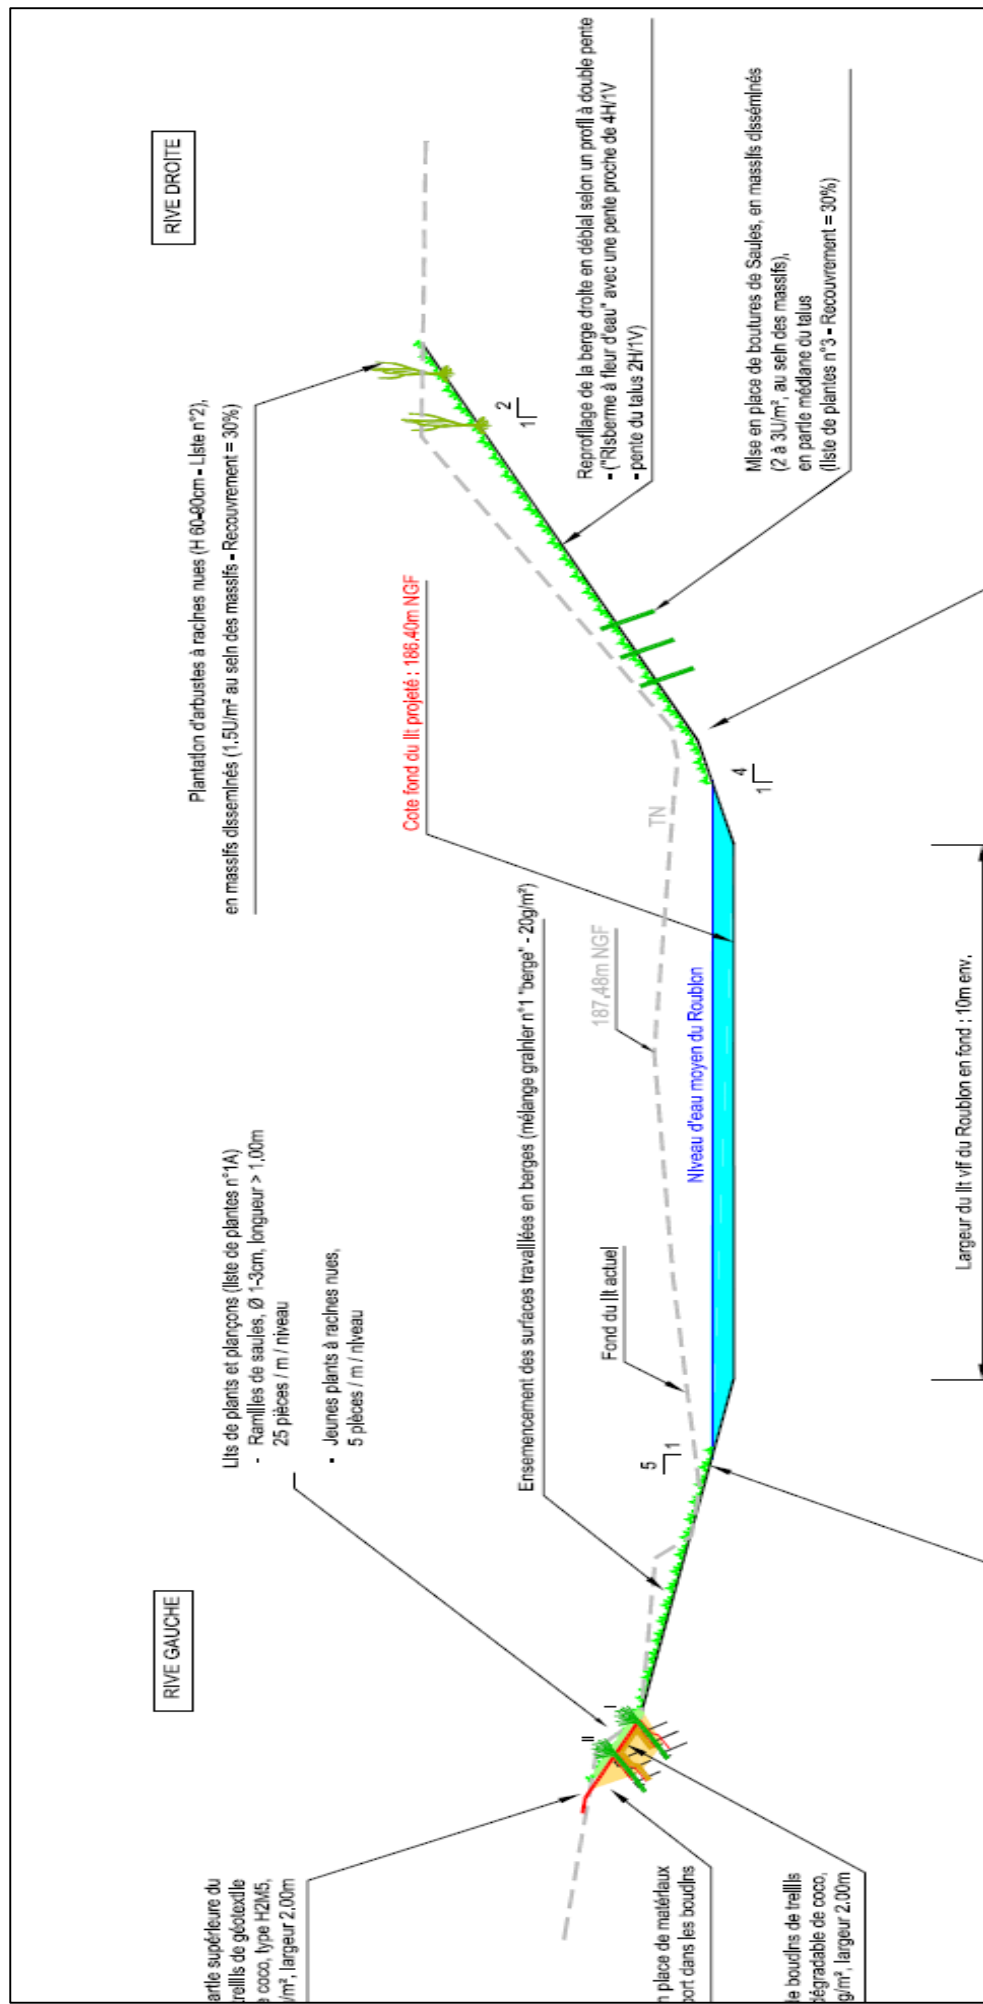 RIVE GAUCHE
RIVE DROITE
artie supérieure du
treillis de géotextile
coco, type H2M5,
/m², largeur 2,00m
Lits de plants et plançons (liste de plantes n°1A)
- Ramilles de saules, Ø 1-3cm, longueur > 1,00m
25 pièces / m / niveau
- Jeunes plants à racines nues,
5 pièces / m / niveau
Plantation d'arbustes à racines nues (H 60-90cm - Liste n°2),
en massifs disseminés (1.5U/m² au sein des massifs - Recouvrement = 30%)
Cote fond du lit projeté : 186.40m NGF
Ensemencement des surfaces travaillées en berges (mélange grainier n°1 "berge" - 20g/m²)
187,48m NGF
Fond du lit actuel
TN
Niveau d'eau moyen du Roublon
I
II
5
1
4
1
2
1
Reprofilage de la berge droite en déblai selon un profil à double pente
- ("Risberme à fleur d'eau" avec une pente proche de 4H/1V
- pente du talus 2H/1V)
Mise en place de boutures de Saules, en massifs disséminés
(2 à 3U/m², au sein des massifs),
en partie médiane du talus
(liste de plantes n°3 - Recouvrement = 30%)
n place de matériaux
port dans les boudins
de boudins de treillis
dégradable de coco,
g/m², largeur 2,00m
Largeur du lit vif du Roublon en fond : 10m env.